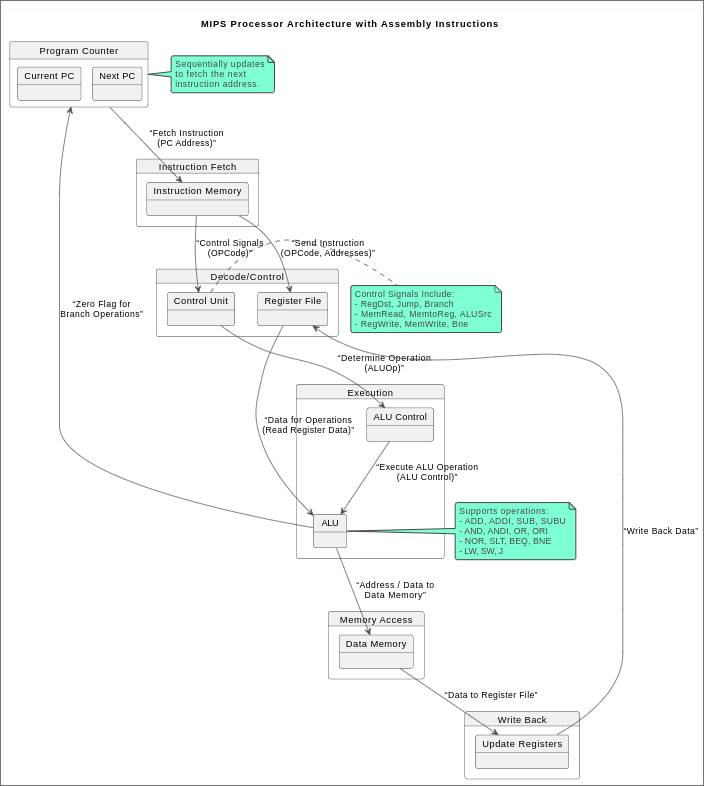 MIPS Processor Architecture with Assembly Instructions
Program Counter
Current PC
Next PC
Sequentially updates
to fetch the next
instruction address.
“Fetch Instruction
(PC Address)”
Instruction Fetch
Instruction Memory
“Control Signals
(OPCode)”
“Send Instruction
(OPCode, Addresses)”
Decode/Control
Control Unit
Register File
Control Signals Include:
- RegDst, Jump, Branch
- MemRead, MemtoReg, ALUSrc
- RegWrite, MemWrite, Bne
“Zero Flag for
Branch Operations”
“Determine Operation
(ALUOp)”
Execution
ALU Control
“Data for Operations
(Read Register Data)”
“Execute ALU Operation
(ALU Control)”
ALU
Supports operations:
- ADD, ADDI, SUB, SUBU
- AND, ANDI, OR, ORI
- NOR, SLT, BEQ, BNE
- LW, SW, J
“Write Back Data”
“Address / Data to
Data Memory”
Memory Access
Data Memory
“Data to Register File”
Write Back
Update Registers